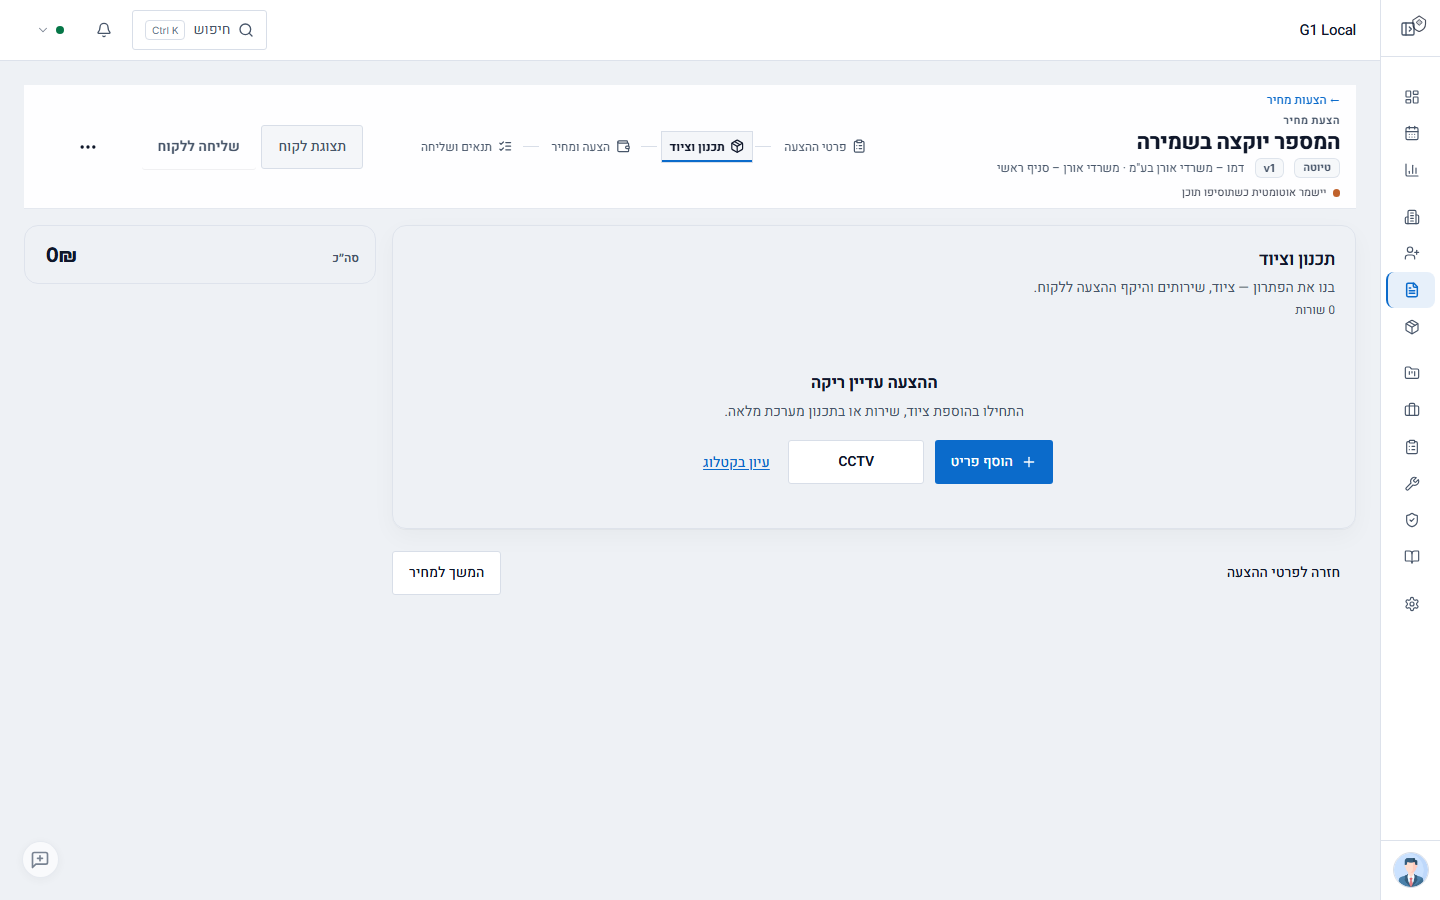 G1 Local
חיפוש Ctrl K
← הצעות מחיר
הצעת מחיר
המספר יוקצה בשמירה
טיוטה v1 דמו – משרדי אורן בע"מ · משרדי אורן – סניף ראשי
יישמר אוטומטית כשתוסיפו תוכן
פרטי ההצעה
תכנון וציוד
הצעה ומחיר
תנאים ושליחה
תצוגת לקוח
שליחה ללקוח
תכנון וציוד
בנו את הפתרון — ציוד, שירותים והיקף ההצעה ללקוח.
0 שורות
ההצעה עדיין ריקה
התחילו בהוספת ציוד, שירות או בתכנון מערכת מלאה.
הוסף פריט
CCTV
עיון בקטלוג
חזרה לפרטי ההצעה
המשך למחיר
סה״כ
‏0₪